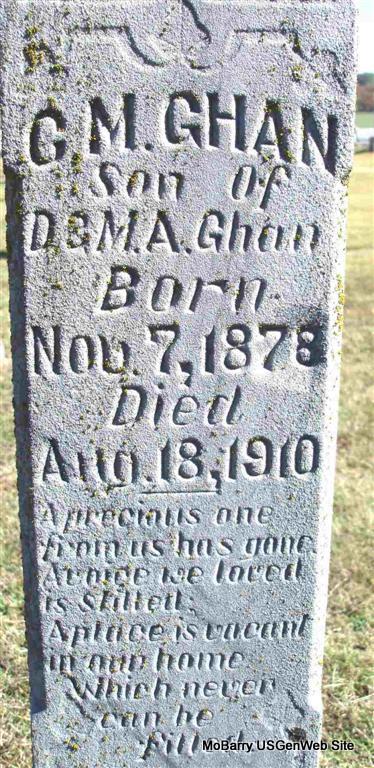 C M. GHAN
Son Of
D & M.A. Ghan
Born
Nov. 7, 1878
Died
Aug. 18, 1910
A precious one
from us has gone.
A voice we loved
is Stilled;
A place is vacant
in our home
Which never
can be
filled
MoBarry USGenWeb Site